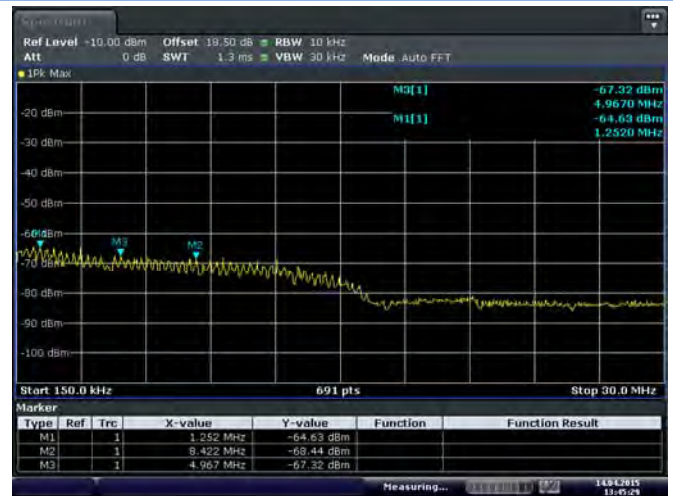 Spectrum
Ref Level -10.00 dBm Offset 18.50 dB RBW 10 kHz
Att 0 dB SWT 1.3 ms VBW 30 kHz Mode Auto FFT
1Pk Max
M3[1] -67.32 dBm
4.9670 MHz
-20 dBm
M1[1] -64.63 dBm
1.2520 MHz
-30 dBm
-40 dBm
-50 dBm
-60 dBm
M3 M2
-70 dBm
-80 dBm
-90 dBm
-100 dBm
Start 150.0 kHz 691 pts Stop 30.0 MHz
Marker
Type Ref Trc X-value Y-value Function Function Result
M1 1 1.252 MHz -64.63 dBm
M2 1 8.422 MHz -68.44 dBm
M3 1 4.967 MHz -67.32 dBm
Measuring... 14.04.2015
13:45:29